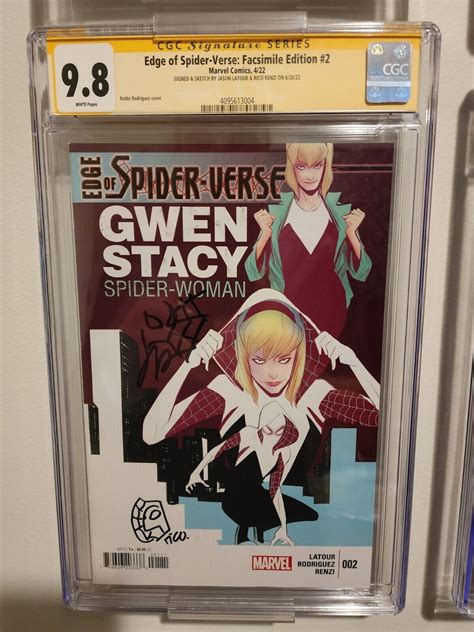 CGC Signature SERIES
9.8
WHITE Pages
Edge of Spider-Verse: Facsimile Edition #2
Marvel Comics, 4/22
SIGNED & SKETCH BY JASON LATOUR & RICO RENZI ON 6/26/22
Robbi Rodriguez cover
4095613004
CGC
EDGE OF SPIDER-VERSE
GWEN
STACY
SPIDER-WOMAN
RICO.
MARVEL
LATOUR
RODRIGUEZ
RENZI
002